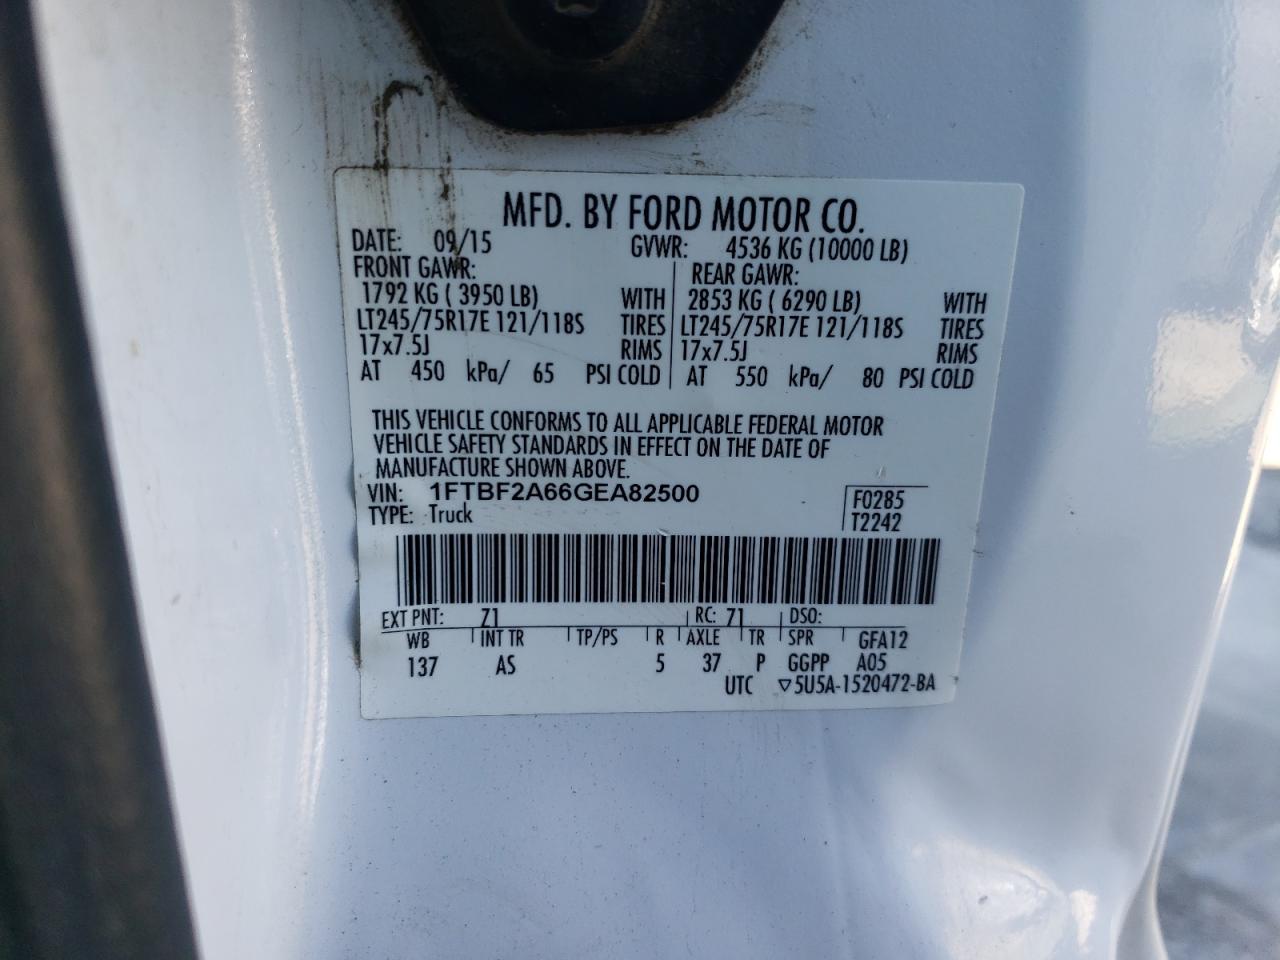 MFD. BY FORD MOTOR CO.
DATE: 09/15 GVWR: 4536 KG (10000 LB)
FRONT GAWR: REAR GAWR:
1792 KG ( 3950 LB) WITH 2853 KG ( 6290 LB) WITH
LT245/75R17E 121/118S TIRES LT245/75R17E 121/118S TIRES
17x7.5J RIMS 17x7.5J RIMS
AT 450 kPa/ 65 PSI COLD AT 550 kPa/ 80 PSI COLD
THIS VEHICLE CONFORMS TO ALL APPLICABLE FEDERAL MOTOR
VEHICLE SAFETY STANDARDS IN EFFECT ON THE DATE OF
MANUFACTURE SHOWN ABOVE.
VIN: 1FTBF2A66GEA82500 F0285
TYPE: Truck T2242
EXT PNT: Z1 RC: 71 DSO:
WB INT TR TP/PS R AXLE TR SPR GFA12
137 AS 5 37 P GGPP A05
UTC ▽5U5A-1520472-BA